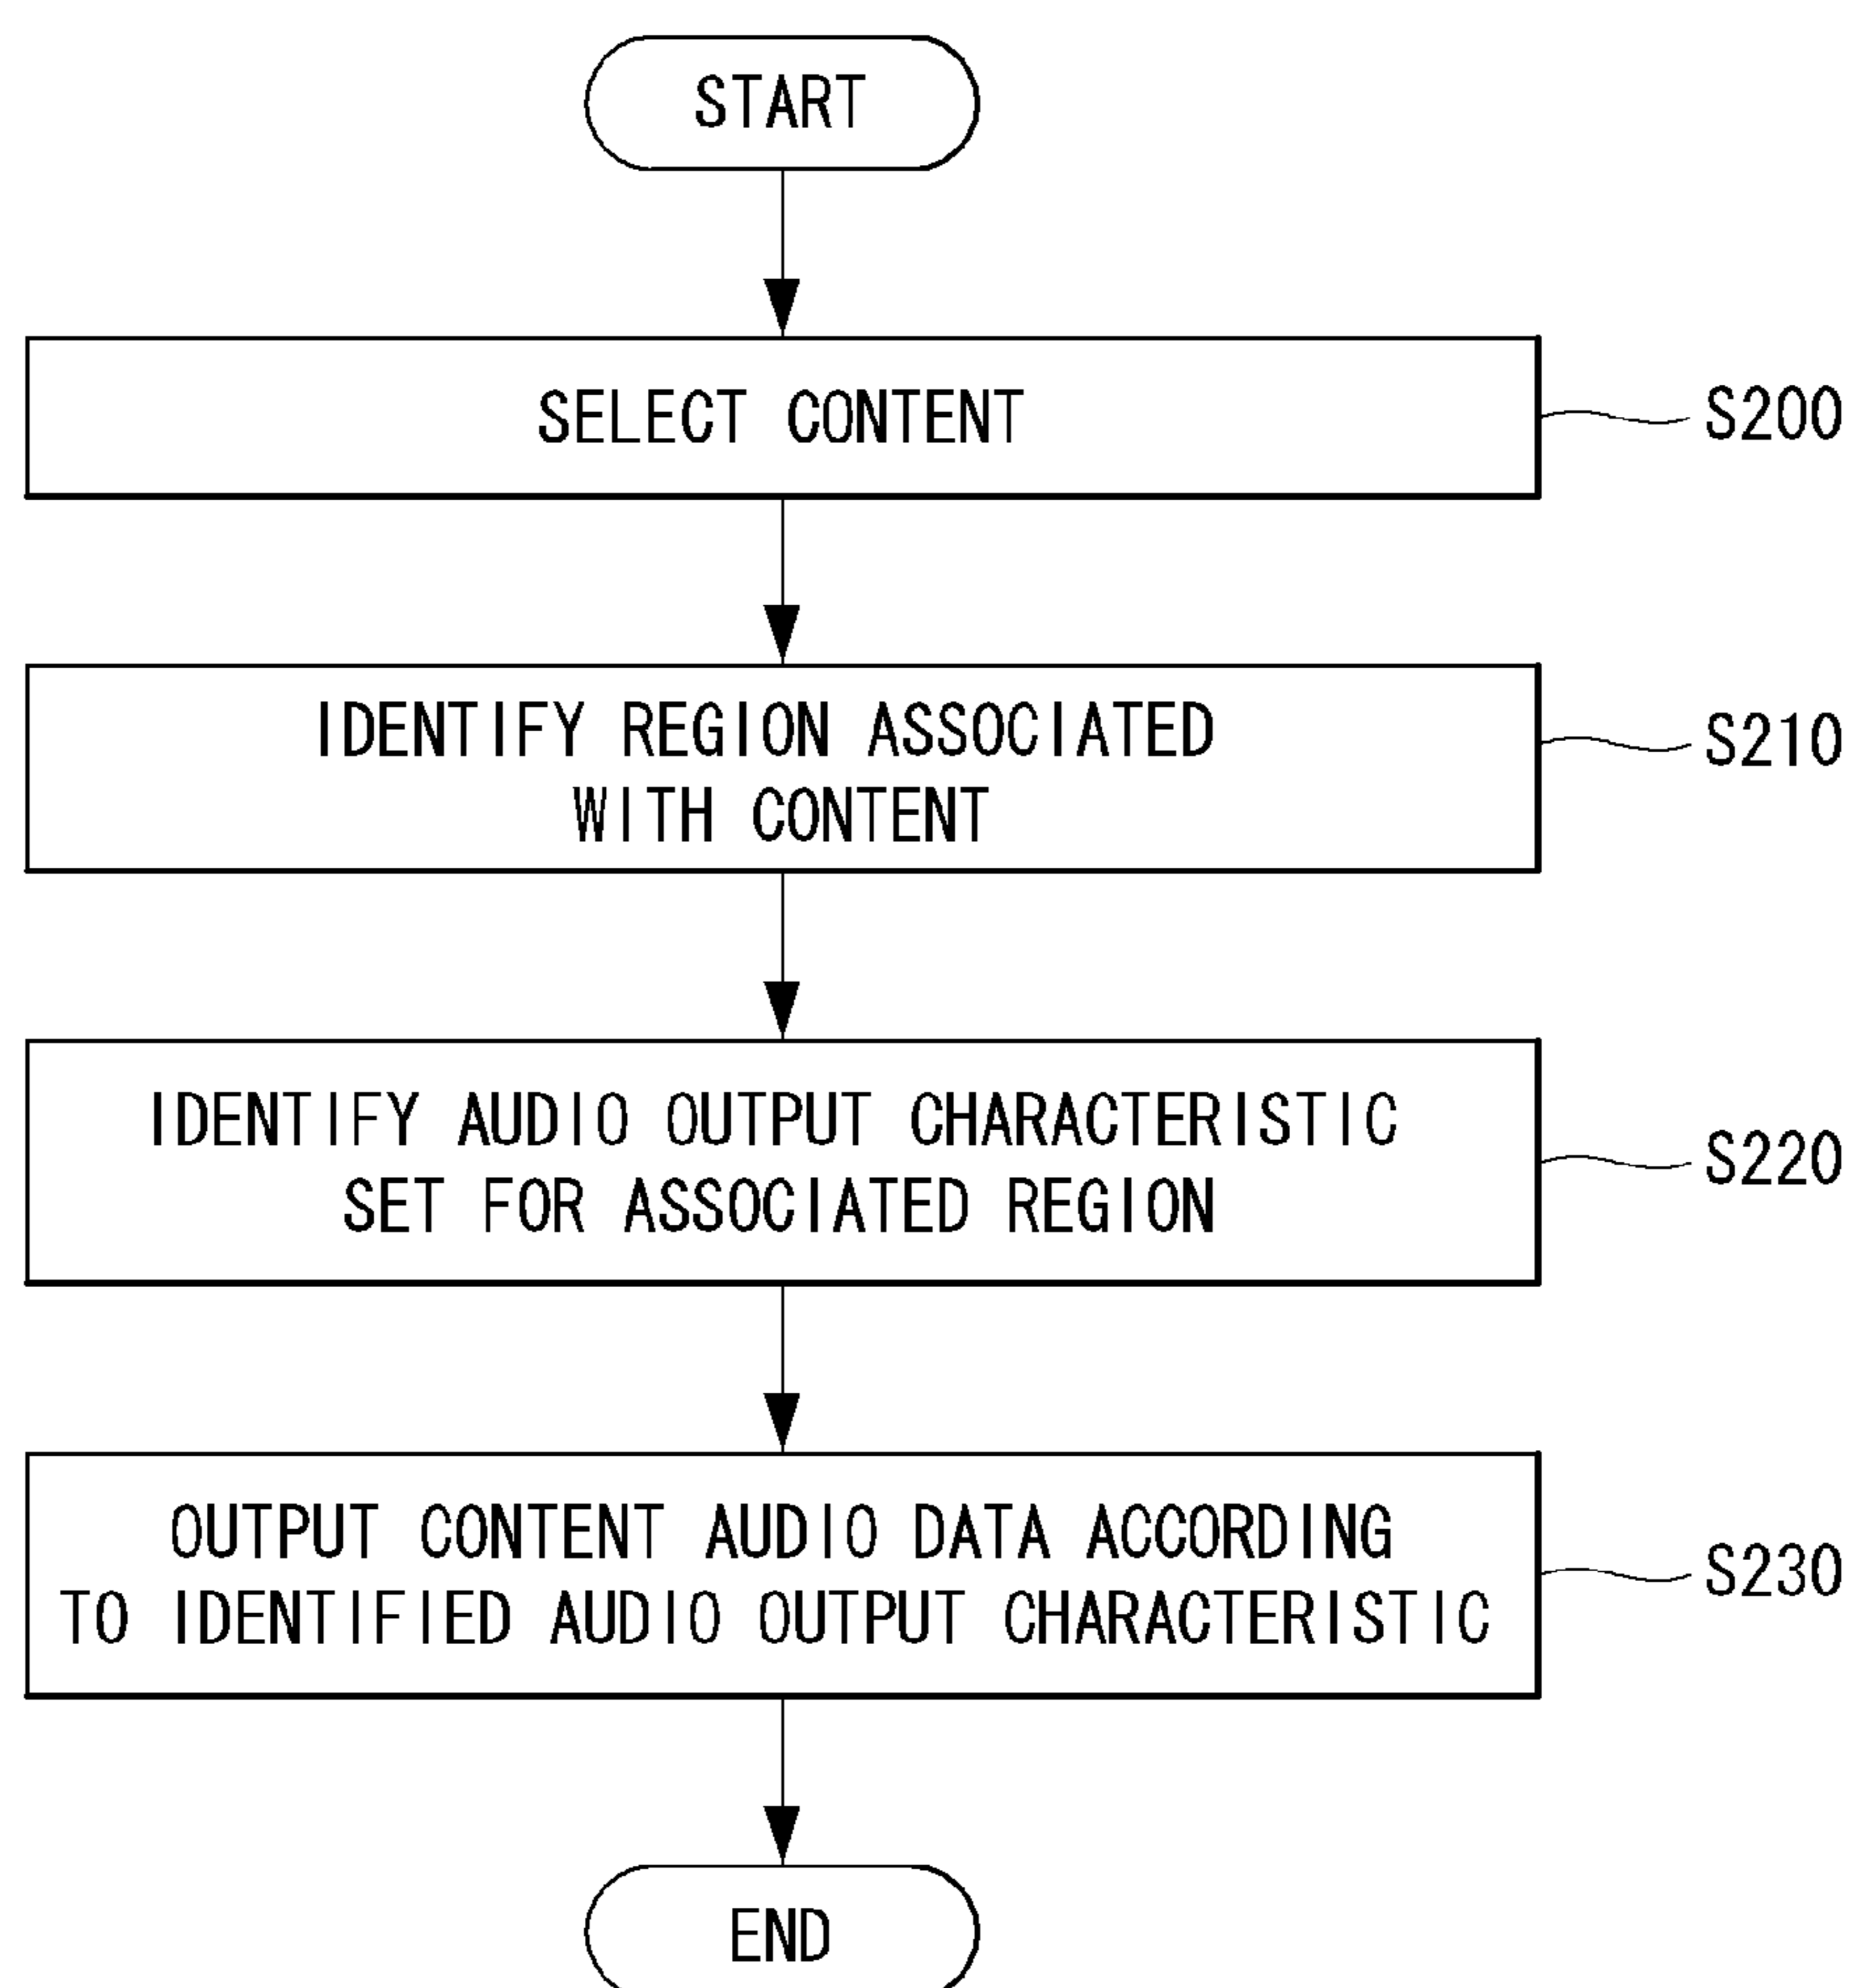 START
SELECT CONTENT
S200
IDENTIFY REGION ASSOCIATED
WITH CONTENT
S210
IDENTIFY AUDIO OUTPUT CHARACTERISTIC
SET FOR ASSOCIATED REGION
S220
OUTPUT CONTENT AUDIO DATA ACCORDING
TO IDENTIFIED AUDIO OUTPUT CHARACTERISTIC
S230
END